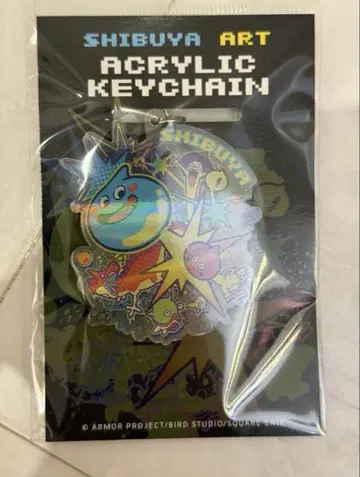 SHIBUYA ART
ACRYLIC
KEYCHAIN
SHIBUYA
© ARMOR PROJECT/BIRD STUDIO/SQUARE ENIX